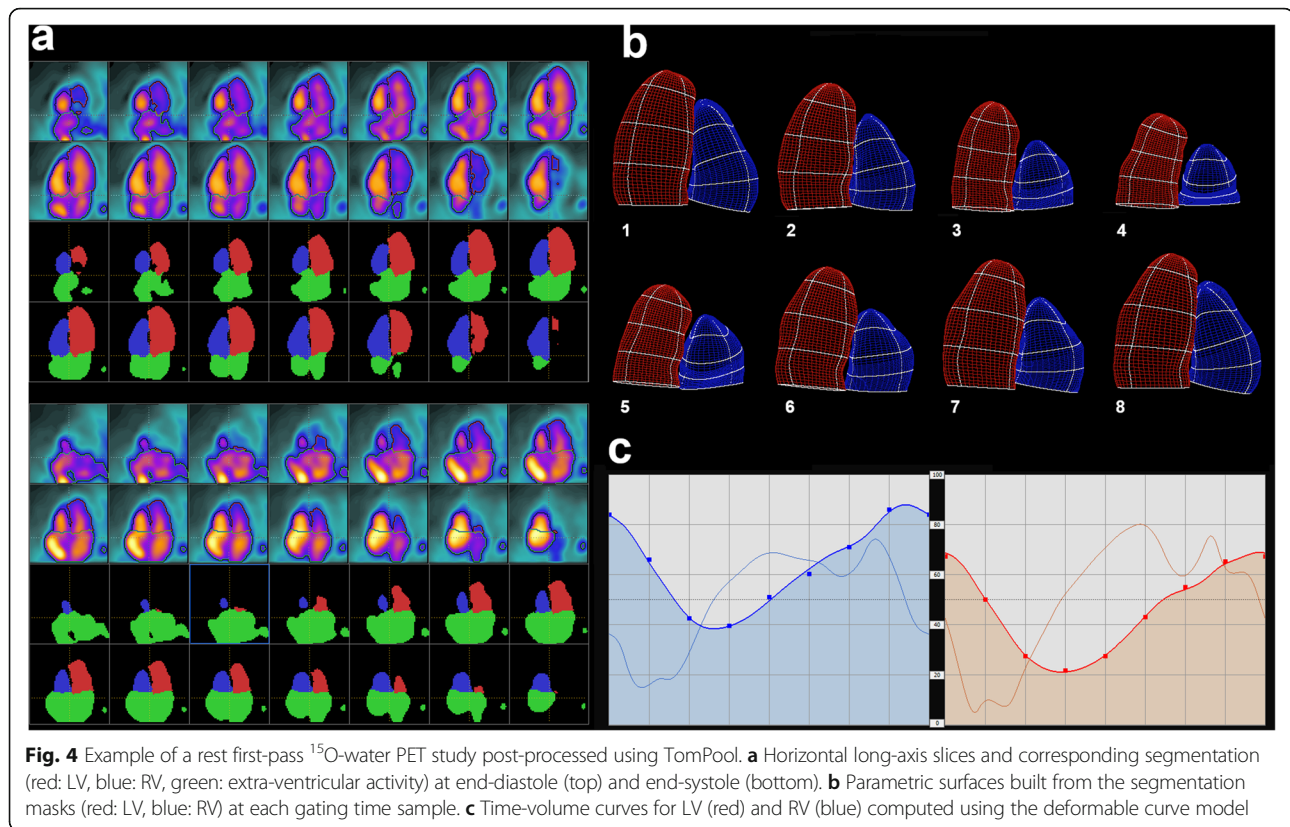 a
b
1 2 3 4
5 6 7 8
c
100
80
60
40
20
0
Fig. 4 Example of a rest first-pass ¹⁵O-water PET study post-processed using TomPool. a Horizontal long-axis slices and corresponding segmentation
(red: LV, blue: RV, green: extra-ventricular activity) at end-diastole (top) and end-systole (bottom). b Parametric surfaces built from the segmentation
masks (red: LV, blue: RV) at each gating time sample. c Time-volume curves for LV (red) and RV (blue) computed using the deformable curve model